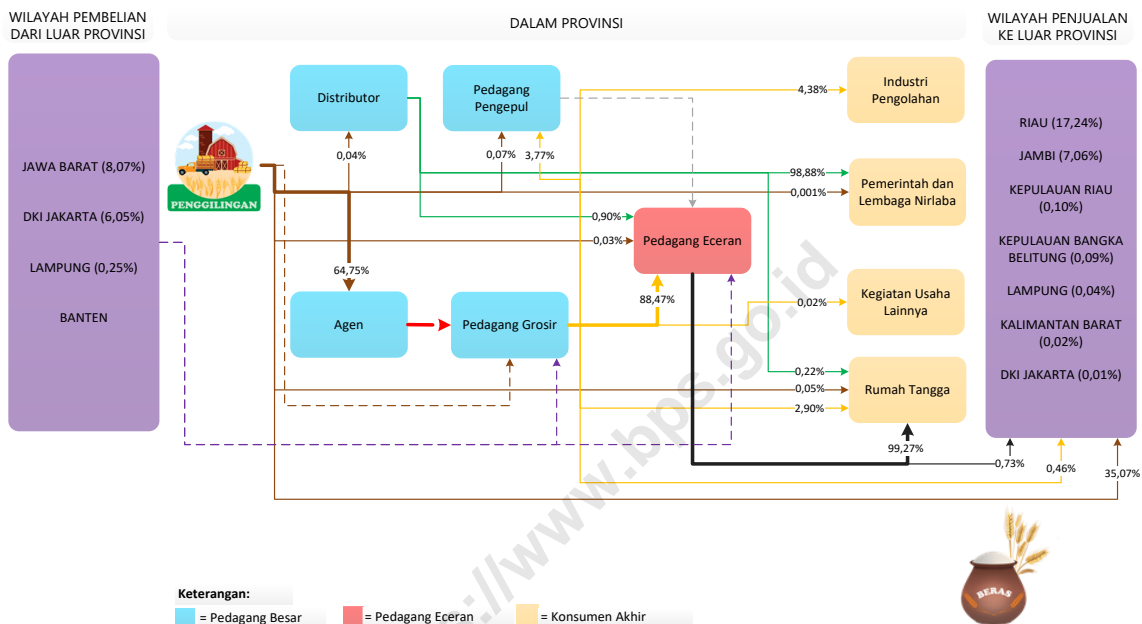 WILAYAH PEMBELIAN
DARI LUAR PROVINSI
DALAM PROVINSI
WILAYAH PENJUALAN
KE LUAR PROVINSI
JAWA BARAT (8,07%)
DKI JAKARTA (6,05%)
LAMPUNG (0,25%)
BANTEN
PENGGILINGAN
Distributor
Pedagang
Pengepul
0,04%
0,07%
3,77%
64,75%
0,90%
0,03%
Pedagang Eceran
88,47%
Agen
Pedagang Grosir
4,38%
98,88%
0,001%
0,02%
0,22%
0,05%
2,90%
99,27%
0,73%
0,46%
35,07%
Industri
Pengolahan
Pemerintah dan
Lembaga Nirlaba
Kegiatan Usaha
Lainnya
Rumah Tangga
RIAU (17,24%)
JAMBI (7,06%)
KEPULAUAN RIAU
(0,10%)
KEPULAUAN BANGKA
BELITUNG (0,09%)
LAMPUNG (0,04%)
KALIMANTAN BARAT
(0,02%)
DKI JAKARTA (0,01%)
BERAS
Keterangan:
= Pedagang Besar
= Pedagang Eceran
= Konsumen Akhir
s://www.bps.go.id